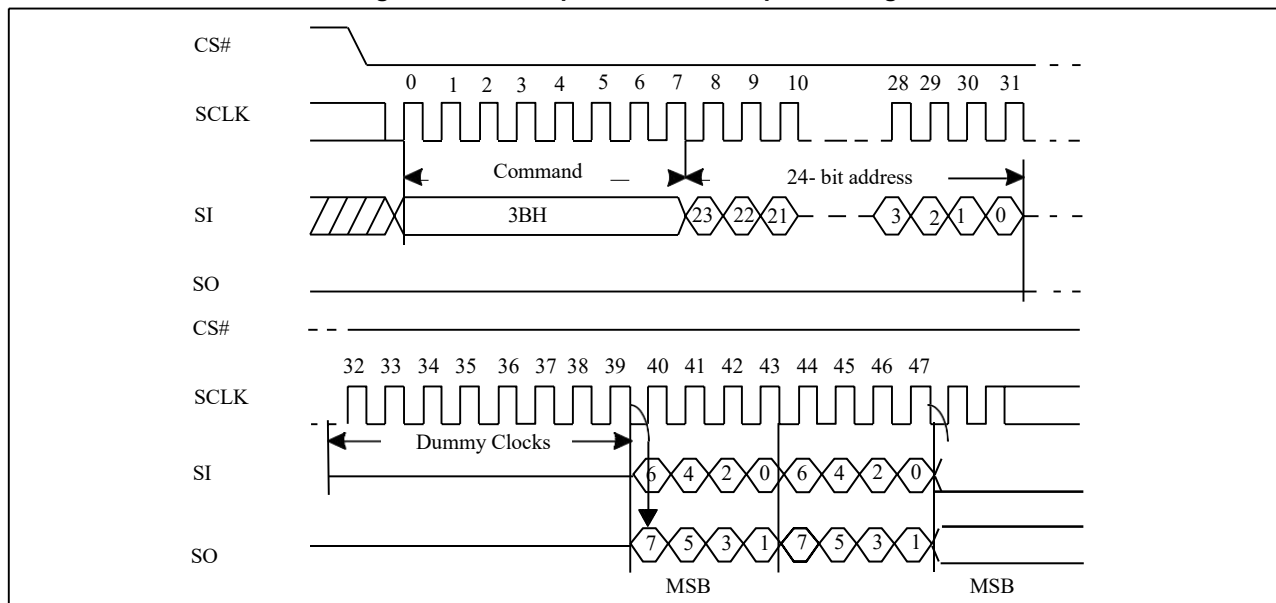 CS#
0 1 2 3 4 5 6 7 8 9 10 28 29 30 31
SCLK
Command 24- bit address
SI 3BH 23 22 21 3 2 1 0
SO
CS#
32 33 34 35 36 37 38 39 40 41 42 43 44 45 46 47
SCLK
Dummy Clocks
SI 6 4 2 0 6 4 2 0
SO 7 5 3 1 7 5 3 1
MSB MSB